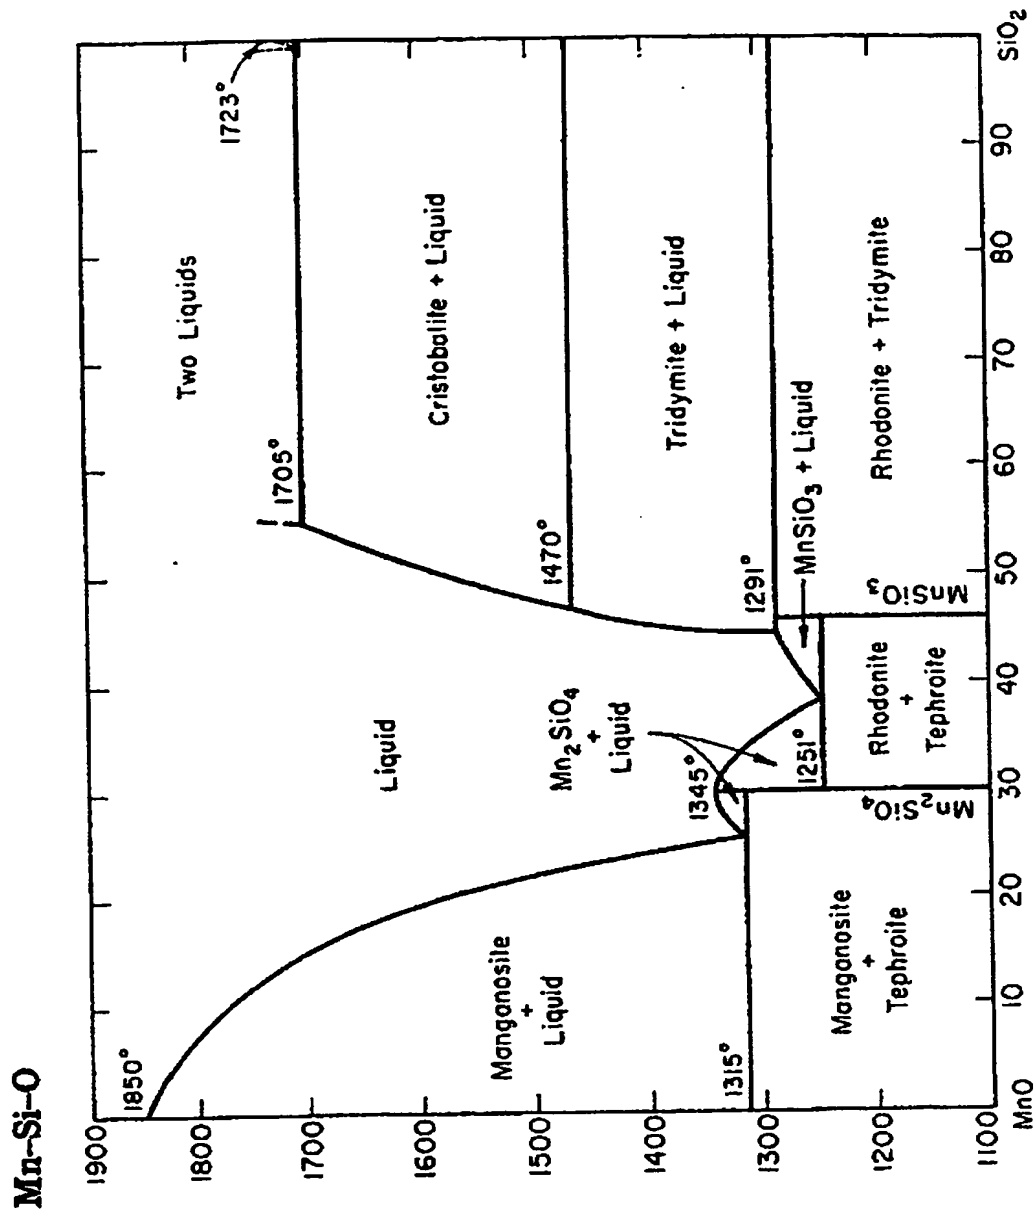 Mn–Si–O
1900
1800
1700
1600
1500
1400
1300
1200
1100
MnO
10
20
30
40
50
60
70
80
90
SiO2
1850°
1723°
1705°
Two Liquids
Liquid
Cristobalite + Liquid
Manganosite
+
Liquid
1470°
Mn2SiO4
+
Liquid
Tridymite + Liquid
1345°
1315°
1291°
1251°
MnSiO3 + Liquid
Manganosite
+
Tephroite
Mn2SiO4
Rhodonite
+
Tephroite
MnSiO3
Rhodonite + Tridymite